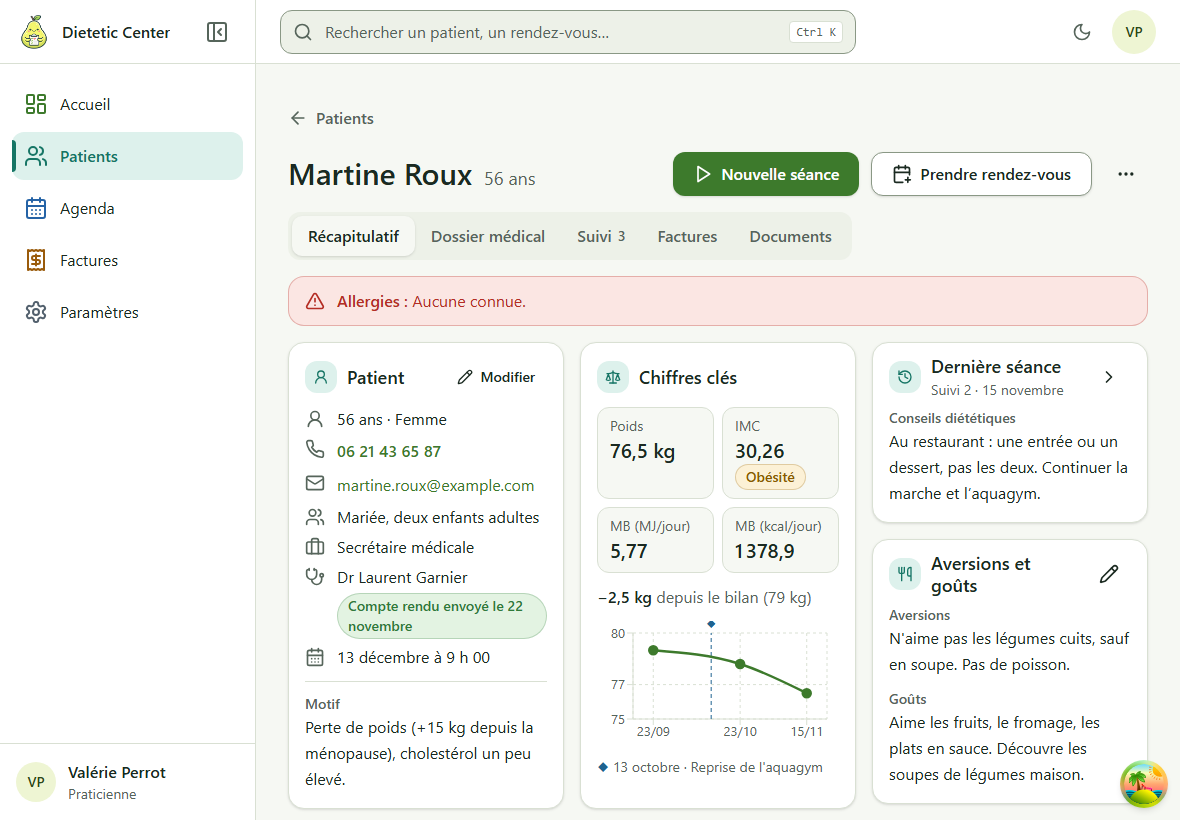 Dietetic Center
Rechercher un patient, un rendez-vous...
Ctrl K
VP
Accueil
Patients
Agenda
Factures
Paramètres
Valérie Perrot
VP
Praticienne
Patients
Martine Roux 56 ans
Nouvelle séance
Prendre rendez-vous
Récapitulatif
Dossier médical
Suivi 3
Factures
Documents
Allergies : Aucune connue.
Patient
Modifier
56 ans · Femme
06 21 43 65 87
martine.roux@example.com
Mariée, deux enfants adultes
Secrétaire médicale
Dr Laurent Garnier
Compte rendu envoyé le 22
novembre
13 décembre à 9 h 00
Motif
Perte de poids (+15 kg depuis la
ménopause), cholestérol un peu
élevé.
Chiffres clés
Poids
76,5 kg
IMC
30,26
Obésité
MB (MJ/jour)
5,77
MB (kcal/jour)
1 378,9
−2,5 kg depuis le bilan (79 kg)
80
77
75
23/09
23/10
15/11
13 octobre · Reprise de l'aquagym
Dernière séance
Suivi 2 · 15 novembre
Conseils diététiques
Au restaurant : une entrée ou un
dessert, pas les deux. Continuer la
marche et l'aquagym.
Aversions et
goûts
Aversions
N'aime pas les légumes cuits, sauf
en soupe. Pas de poisson.
Goûts
Aime les fruits, le fromage, les
plats en sauce. Découvre les
soupes de légumes maison.